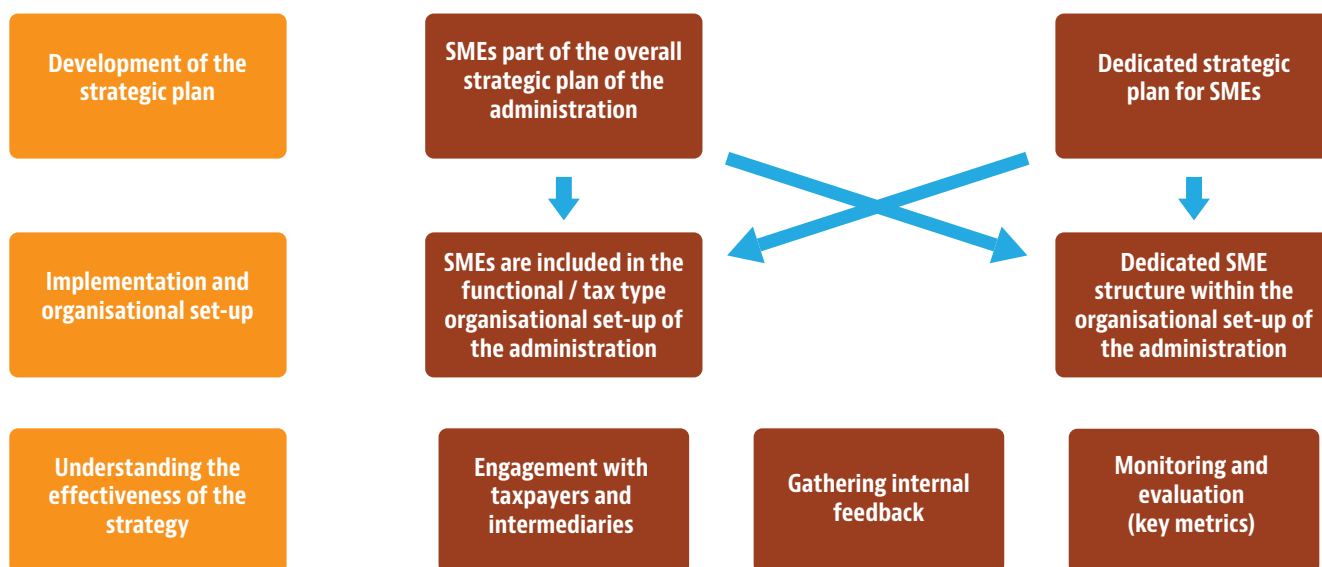 Development of the
strategic plan
SMEs part of the overall
strategic plan of the
administration
Dedicated strategic
plan for SMEs
Implementation and
organisational set-up
SMEs are included in the
functional / tax type
organisational set-up of
the administration
Dedicated SME
structure within the
organisational set-up of
the administration
Understanding the
effectiveness of the
strategy
Engagement with
taxpayers and
intermediaries
Gathering internal
feedback
Monitoring and
evaluation
(key metrics)